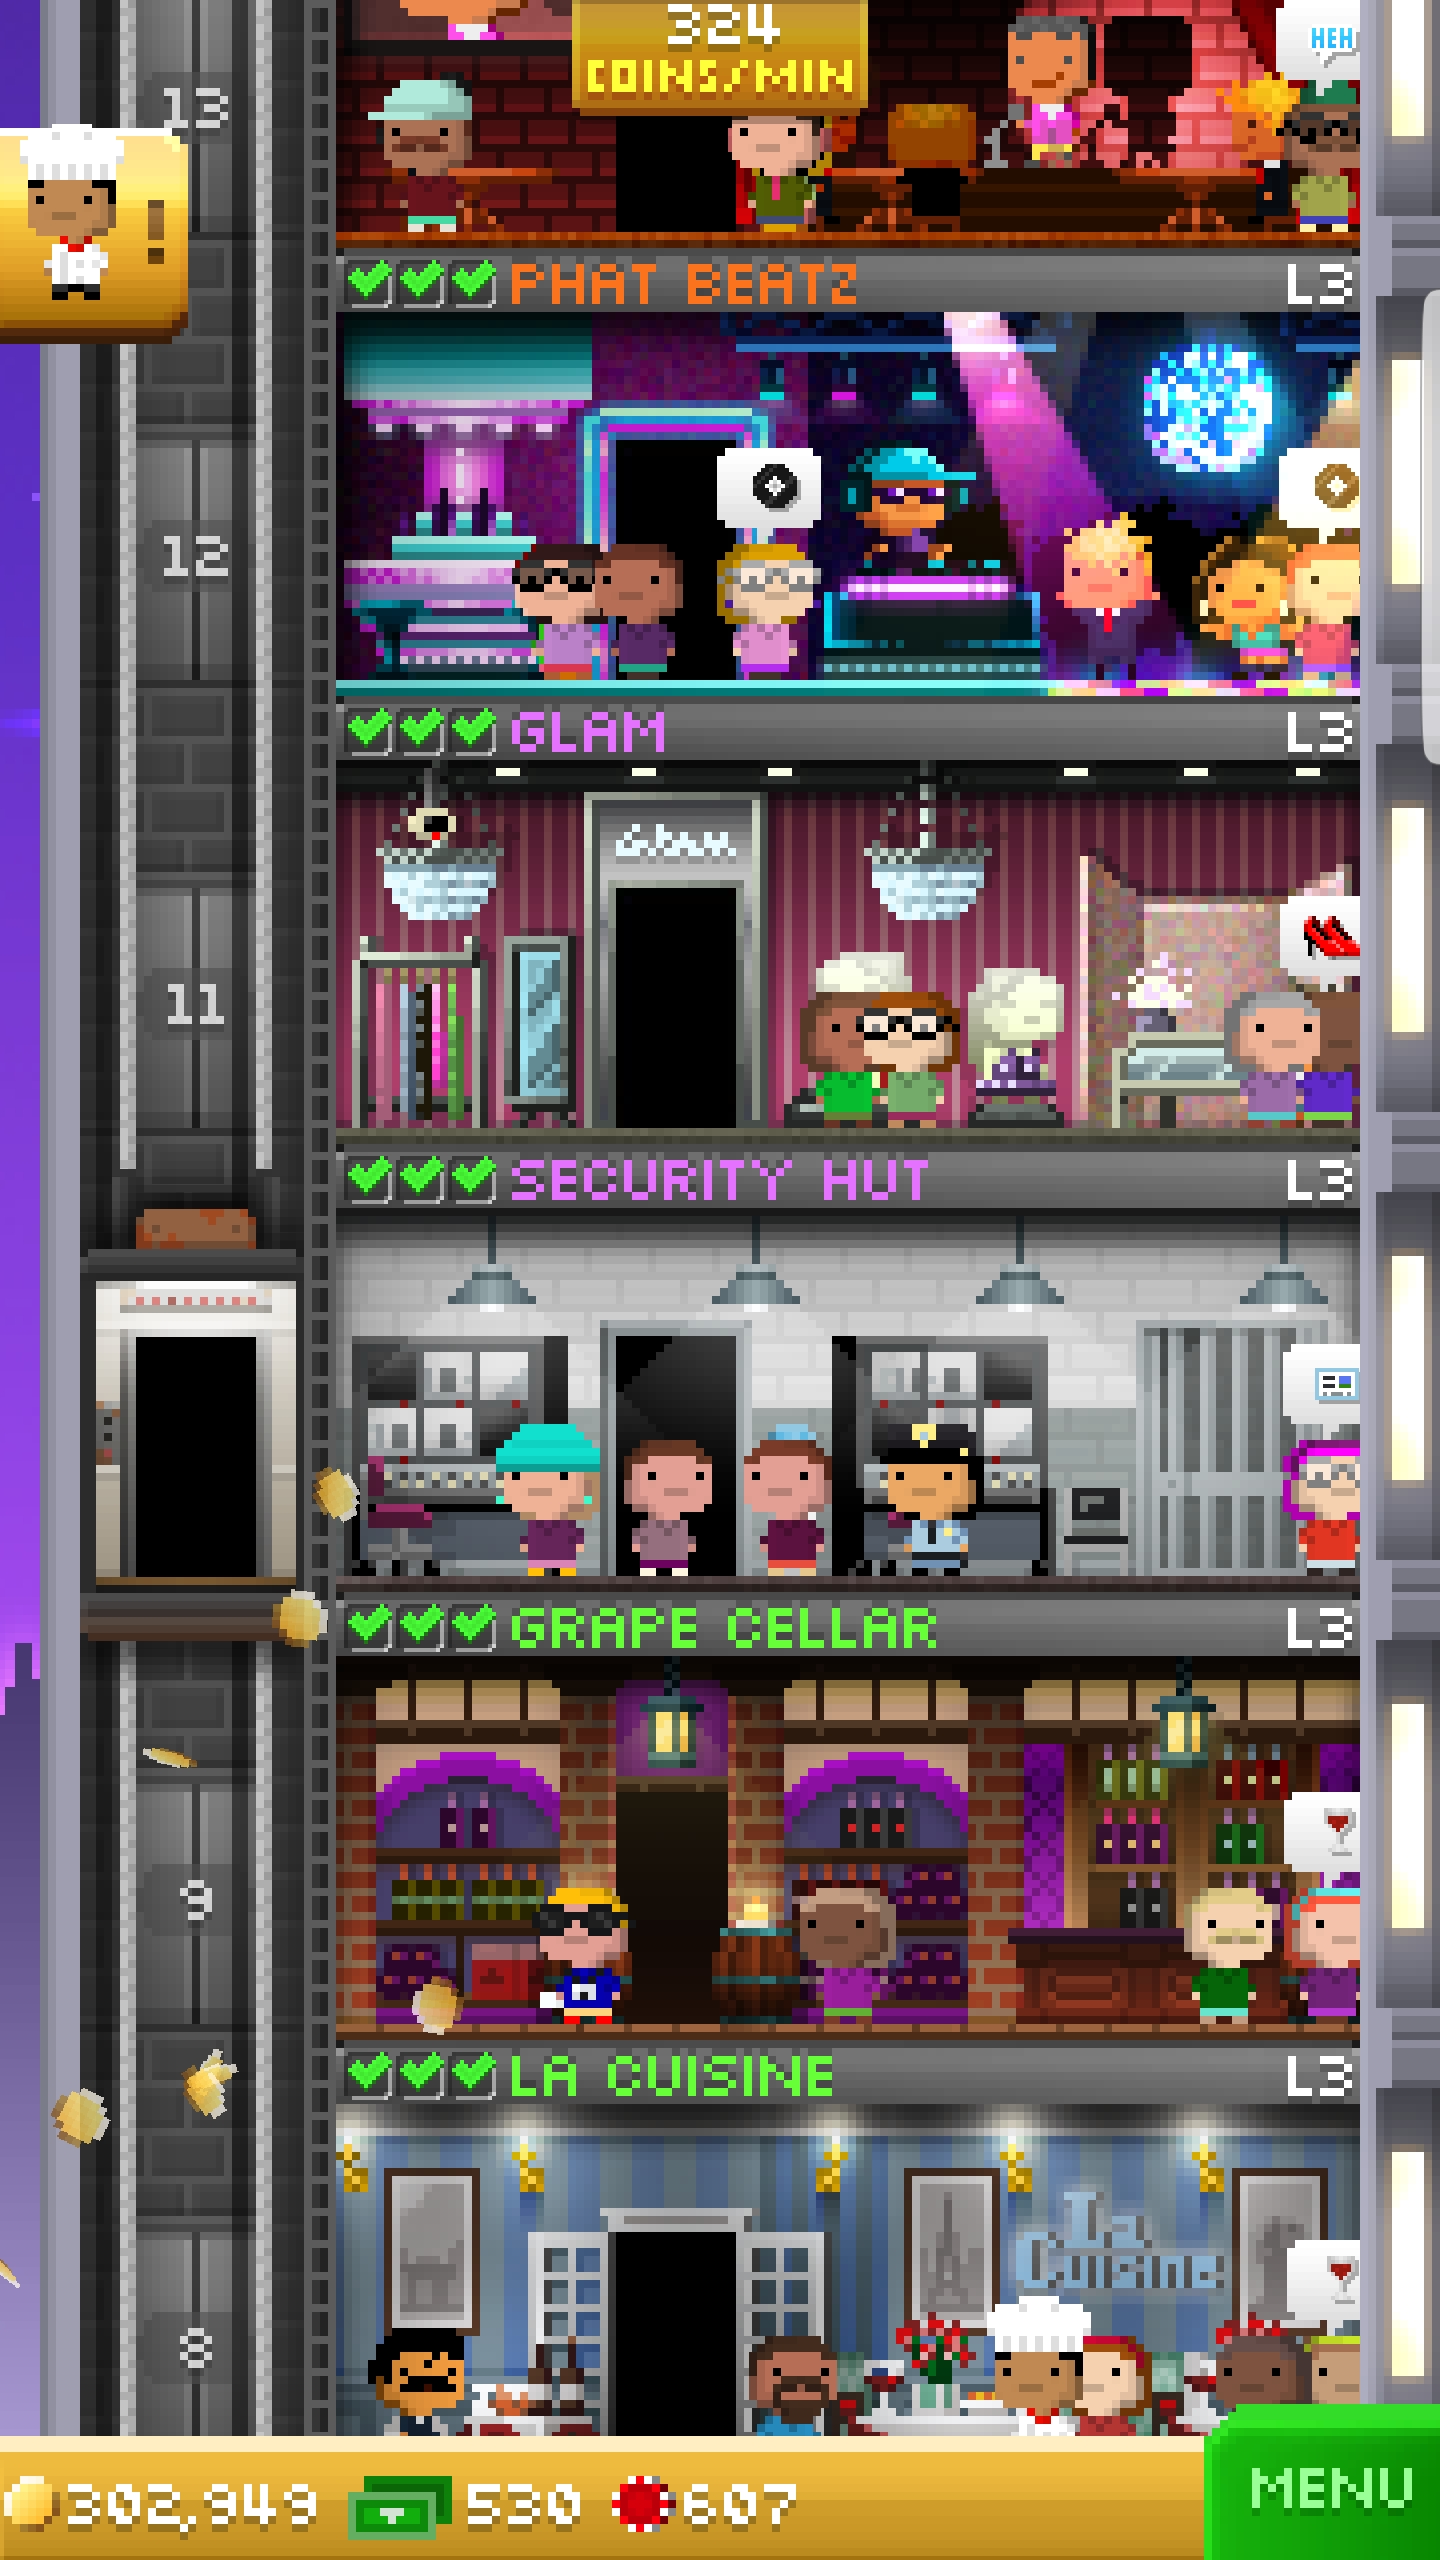 324
COINS/MIN
HEH
13
!
PHAT BEATZ L3
12
GLAM L3
Glam
11
SECURITY HUT L3
GRAPE CELLAR L3
9
LA CUISINE L3
La
Cuisine
8
302,949 530 607
MENU